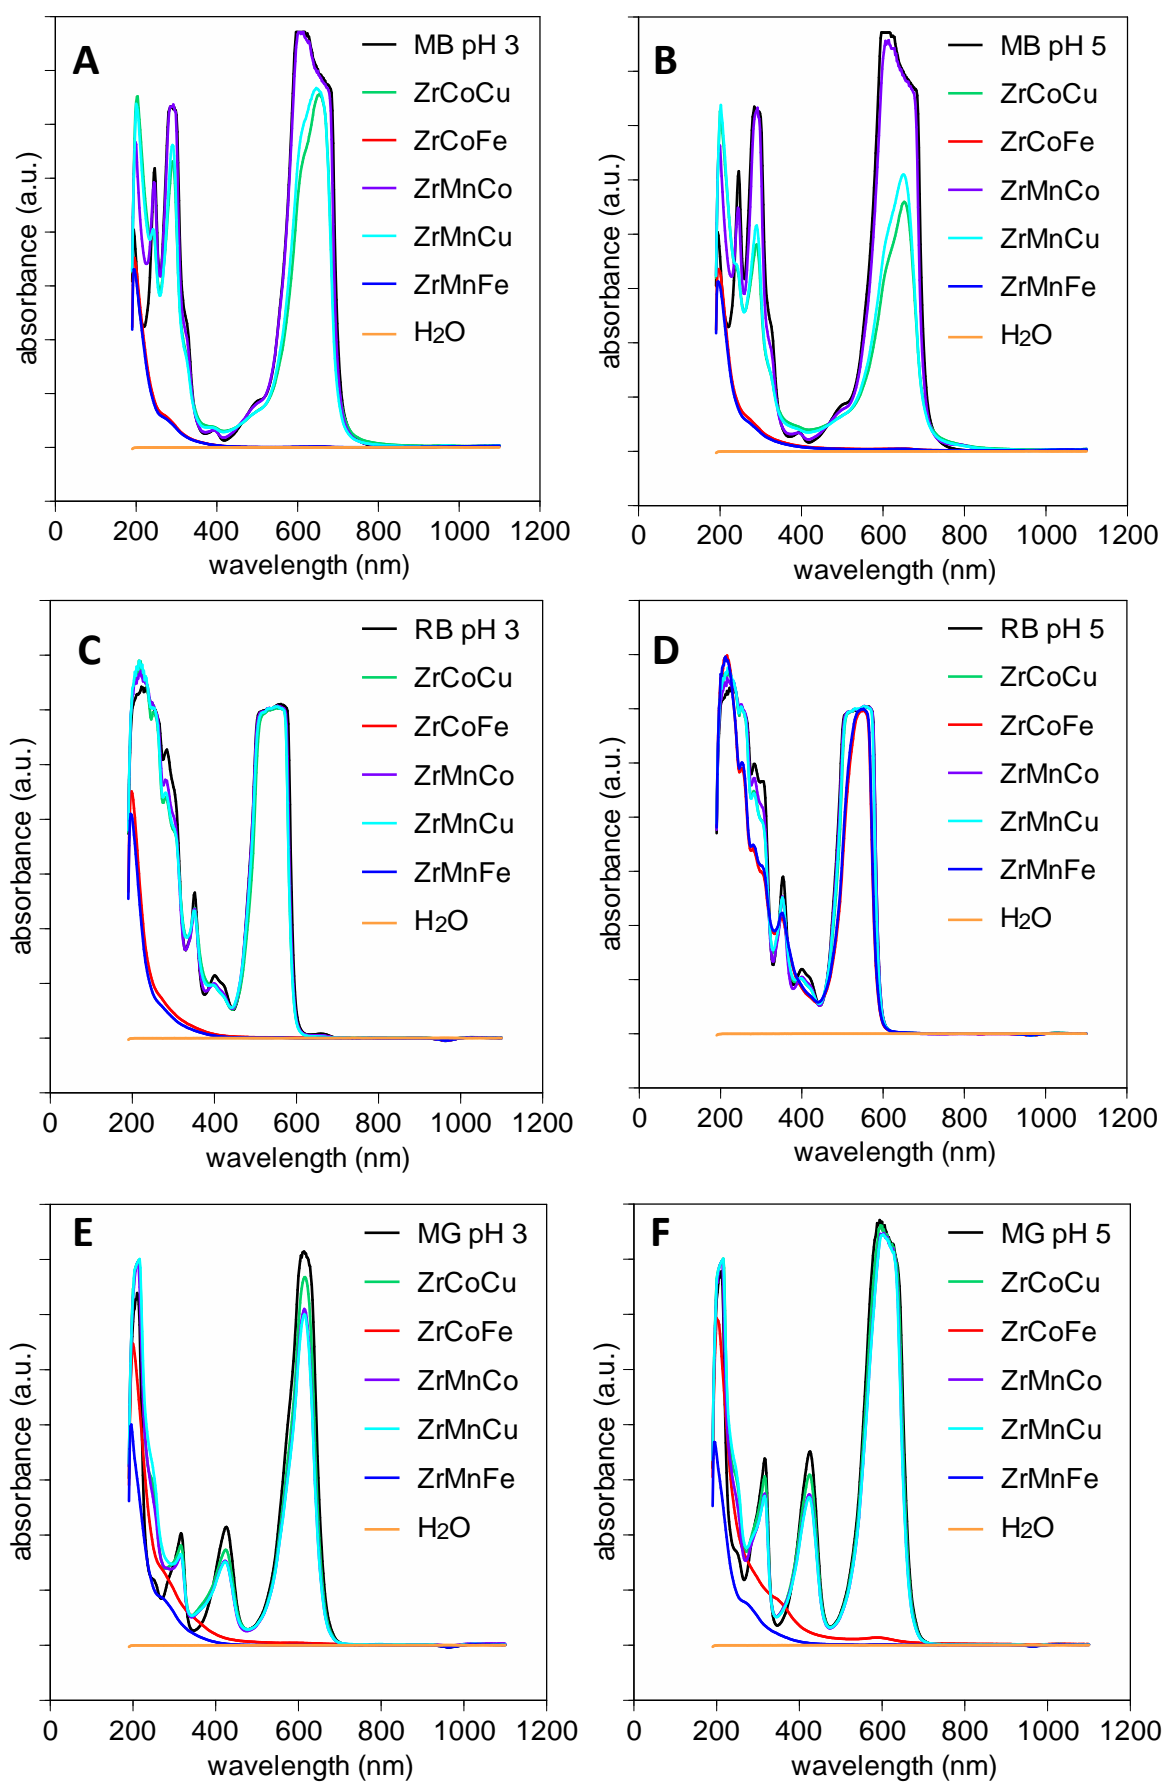 A
MB pH 3
ZrCoCu
ZrCoFe
ZrMnCo
ZrMnCu
ZrMnFe
H2O
absorbance (a.u.)
0 200 400 600 800 1000 1200
wavelength (nm)
B
MB pH 5
ZrCoCu
ZrCoFe
ZrMnCo
ZrMnCu
ZrMnFe
H2O
absorbance (a.u.)
0 200 400 600 800 1000 1200
wavelength (nm)
C
RB pH 3
ZrCoCu
ZrCoFe
ZrMnCo
ZrMnCu
ZrMnFe
H2O
absorbance (a.u.)
0 200 400 600 800 1000 1200
wavelength (nm)
D
RB pH 5
ZrCoCu
ZrCoFe
ZrMnCo
ZrMnCu
ZrMnFe
H2O
absorbance (a.u.)
0 200 400 600 800 1000 1200
wavelength (nm)
E
MG pH 3
ZrCoCu
ZrCoFe
ZrMnCo
ZrMnCu
ZrMnFe
H2O
absorbance (a.u.)
0 200 400 600 800 1000 1200
wavelength (nm)
F
MG pH 5
ZrCoCu
ZrCoFe
ZrMnCo
ZrMnCu
ZrMnFe
H2O
absorbance (a.u.)
0 200 400 600 800 1000 1200
wavelength (nm)